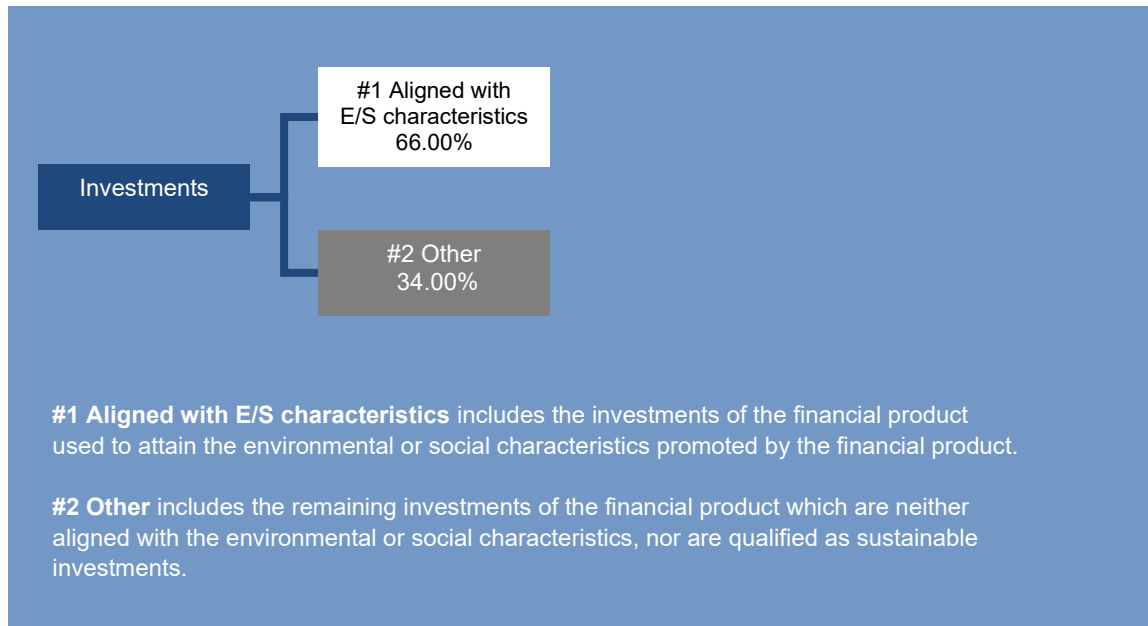 #1 Aligned with
E/S characteristics
66.00%
Investments
#2 Other
34.00%
#1 Aligned with E/S characteristics includes the investments of the financial product
used to attain the environmental or social characteristics promoted by the financial product.
#2 Other includes the remaining investments of the financial product which are neither
aligned with the environmental or social characteristics, nor are qualified as sustainable
investments.